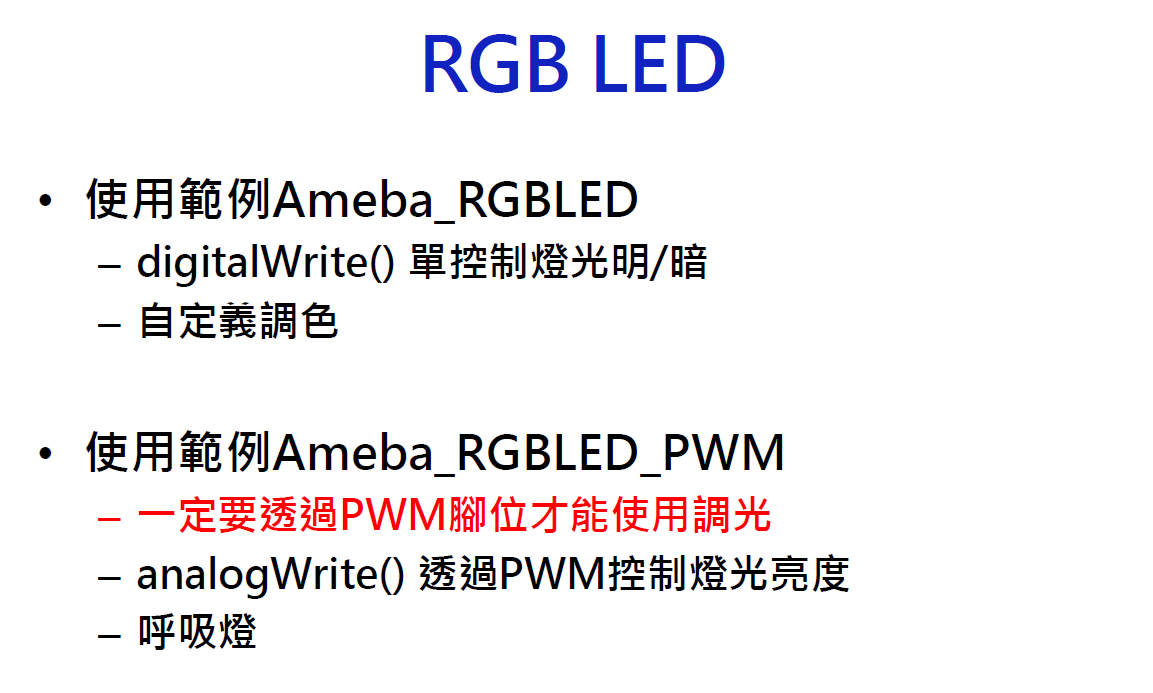 RGB LED
• 使用範例Ameba_RGBLED
– digitalWrite() 單控制燈光明/暗
– 自定義調色
• 使用範例Ameba_RGBLED_PWM
– 一定要透過PWM腳位才能使用調光
– analogWrite() 透過PWM控制燈光亮度
– 呼吸燈